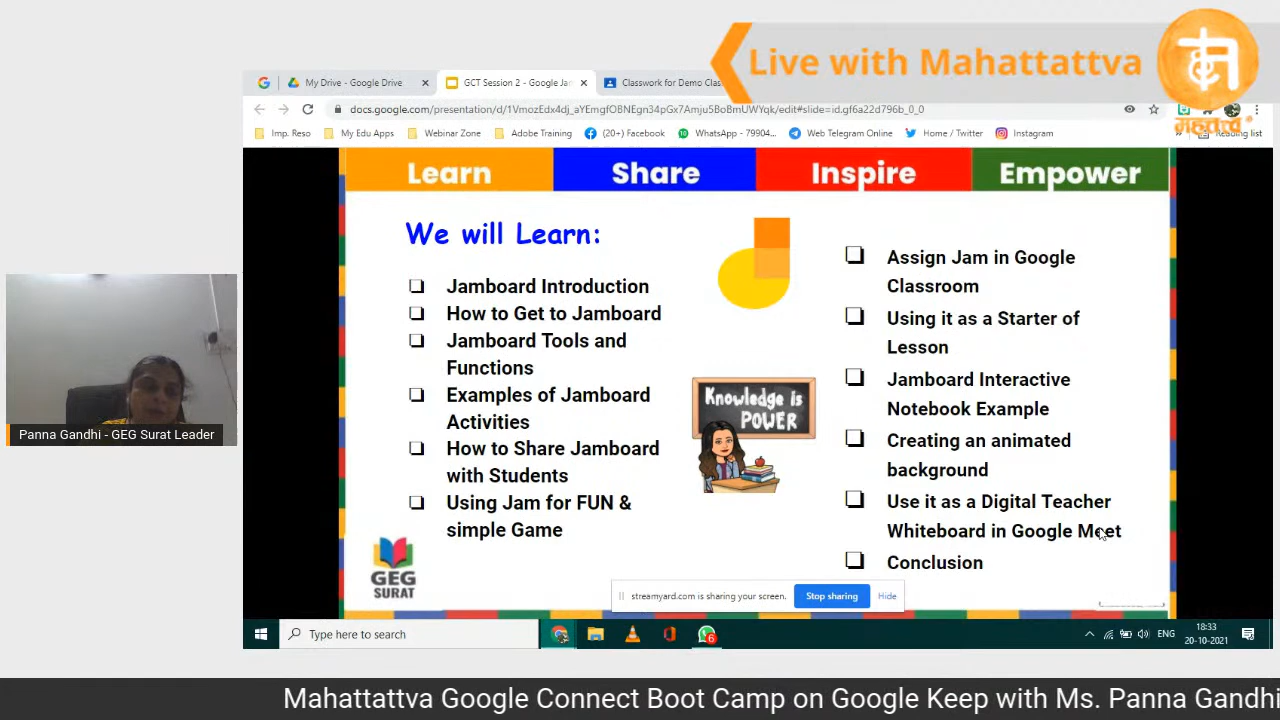 Live with Mahattattva
महत्तत्त्व
My Drive - Google Drive
GCT Session 2 - Google Jam
Classwork for Demo Clas
docs.google.com/presentation/d/1VmozEdx4dj_aYEmgfOBNEgn34pGx7Amju5BoBmUWYqk/edit#slide=id.gf6a22d796b_0_0
Imp. Reso
My Edu Apps
Webinar Zone
Adobe Training
(20+) Facebook
WhatsApp - 79904...
Web Telegram Online
Home / Twitter
Instagram
Reading list
Learn
Share
Inspire
Empower
We will Learn:
Jamboard Introduction
How to Get to Jamboard
Jamboard Tools and
Functions
Examples of Jamboard
Activities
How to Share Jamboard
with Students
Using Jam for FUN &
simple Game
GEG
SURAT
Knowledge is
POWER
Assign Jam in Google
Classroom
Using it as a Starter of
Lesson
Jamboard Interactive
Notebook Example
Creating an animated
background
Use it as a Digital Teacher
Whiteboard in Google Meet
Conclusion
Panna Gandhi - GEG Surat Leader
streamyard.com is sharing your screen.
Stop sharing
Hide
Type here to search
6
ENG
18:33
20-10-2021
Mahattattva Google Connect Boot Camp on Google Keep with Ms. Panna Gandhi